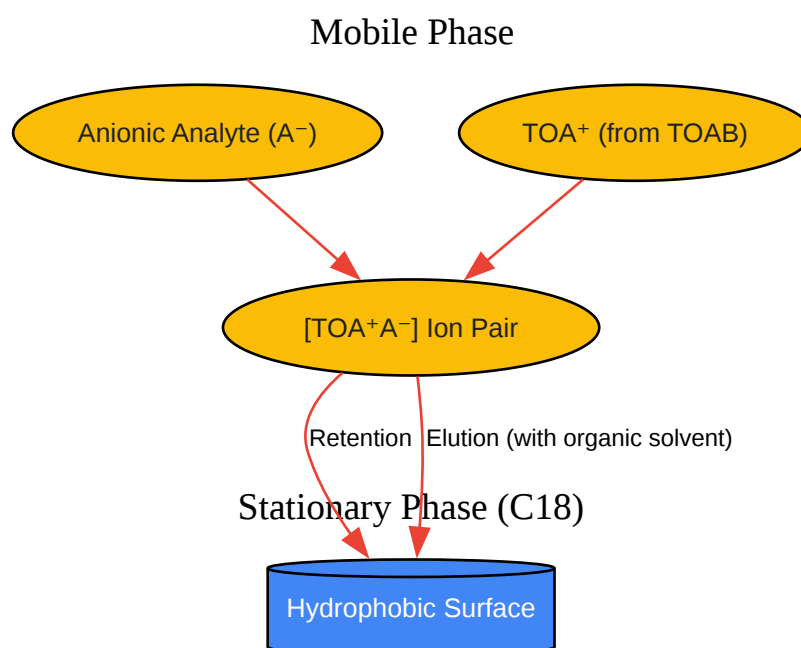 Mobile Phase
Anionic Analyte (A⁻)
TOA⁺ (from TOAB)
[TOA⁺A⁻] Ion Pair
Retention
Elution (with organic solvent)
Stationary Phase (C18)
Hydrophobic Surface